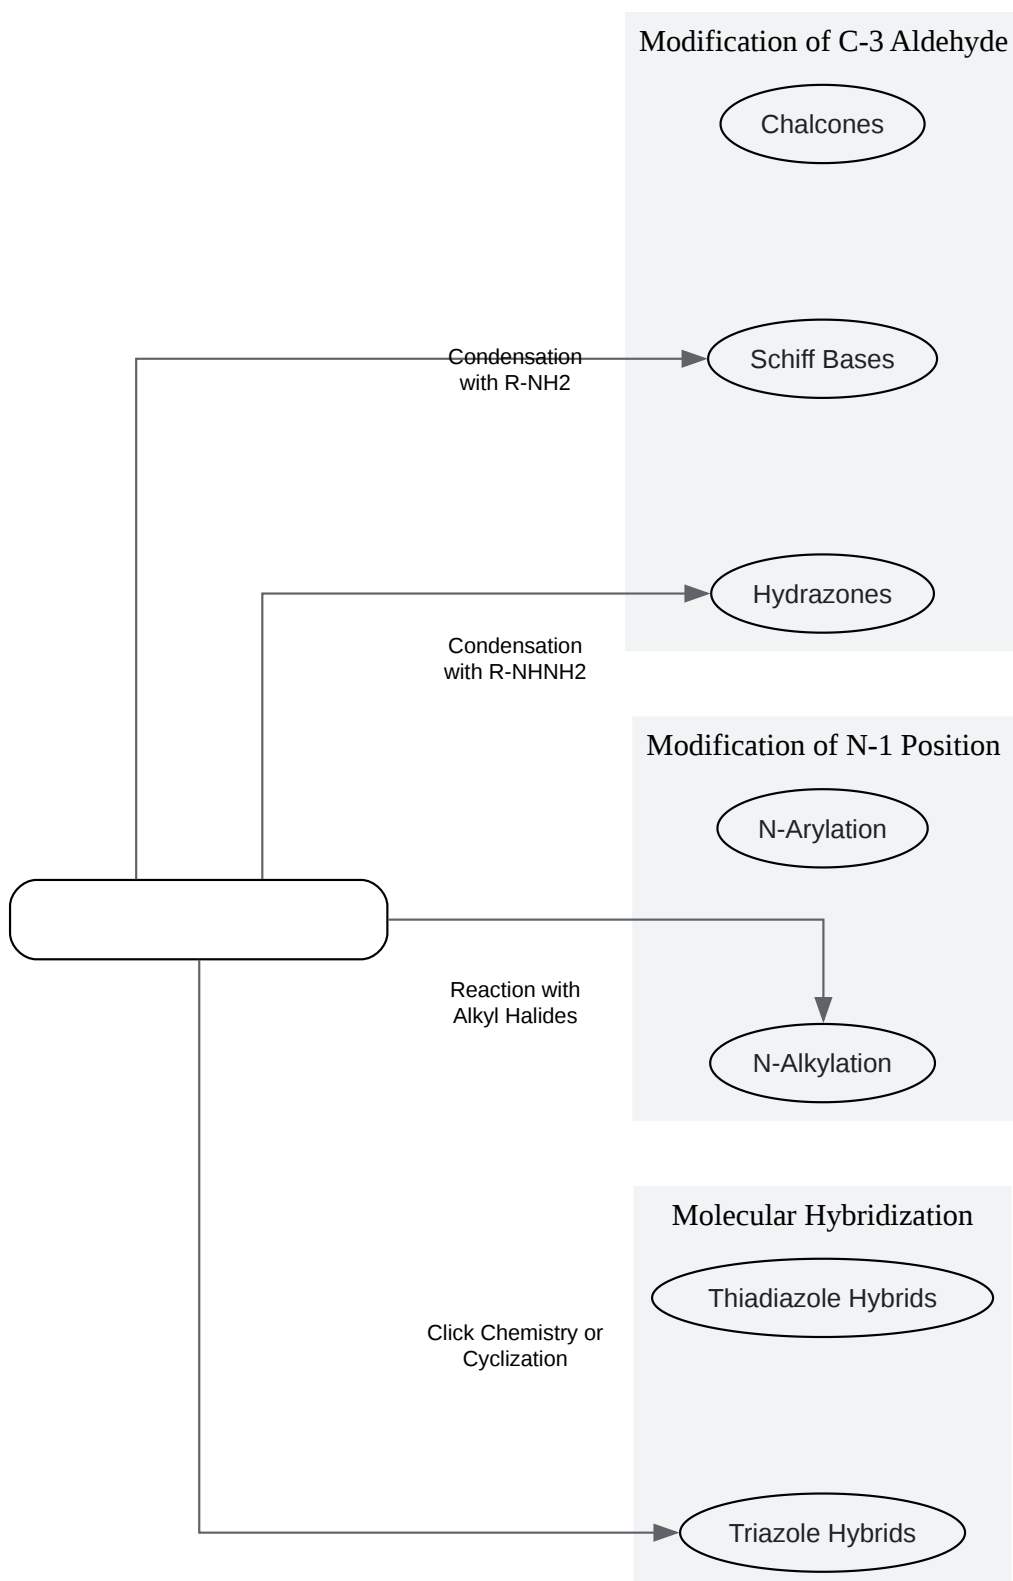 Modification of C-3 Aldehyde
Chalcones
Condensation
with R-NH2
Schiff Bases
Hydrazones
Condensation
with R-NHNH2
Modification of N-1 Position
N-Arylation
Reaction with
Alkyl Halides
N-Alkylation
Molecular Hybridization
Thiadiazole Hybrids
Click Chemistry or
Cyclization
Triazole Hybrids